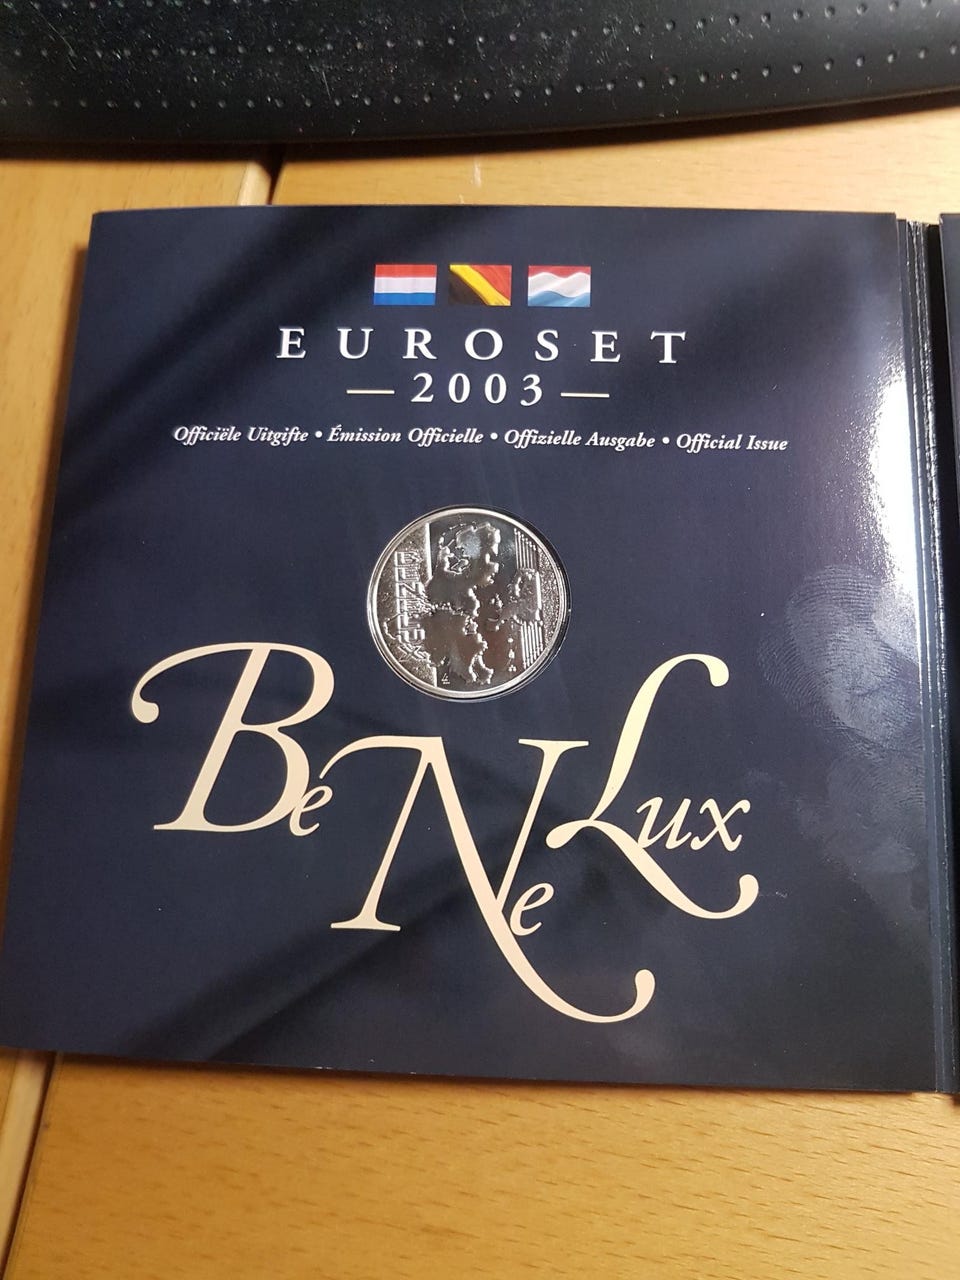 EUROSET
2003
Officiële Uitgifte • Émission Officielle • Offizielle Ausgabe • Official Issue
BENELUX
BeNeLux